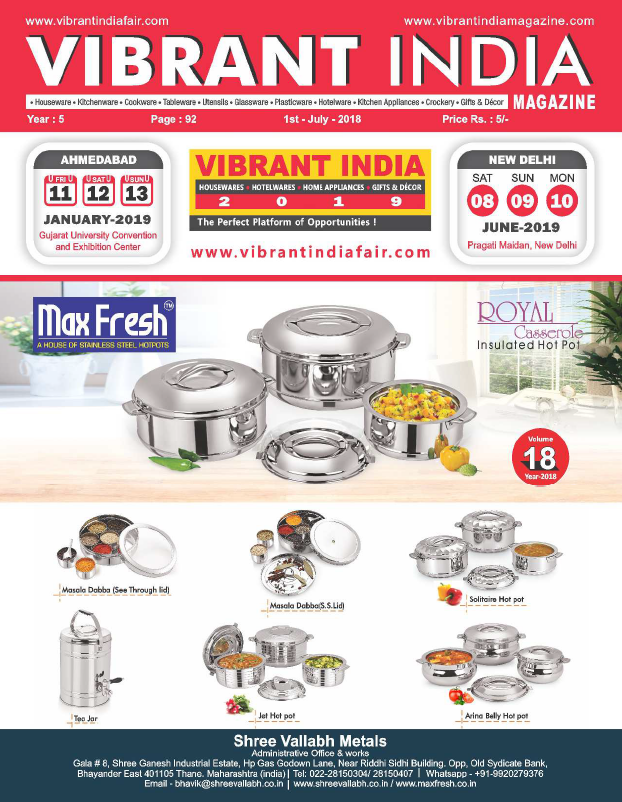 www.vibrantindiafair.com
www.vibrantindiamagazine.com
VIBRANT INDIA
• Houseware • Kitchenware • Cookware • Tableware • Utensils • Glassware • Plasticware • Hotelware • Kitchen Appliances • Crockery • Gifts & Décor
MAGAZINE
Year : 5 Page : 92 1st - July - 2018 Price Rs. : 5/-
AHMEDABAD
FRI SAT SUN
11 12 13
JANUARY-2019
Gujarat University Convention
and Exhibition Center
VIBRANT INDIA
HOUSEWARES • HOTELWARES • HOME APPLIANCES • GIFTS & DÉCOR
2 0 1 9
The Perfect Platform of Opportunities !
www.vibrantindiafair.com
NEW DELHI
SAT SUN MON
08 09 10
JUNE-2019
Pragati Maidan, New Delhi
Max Fresh TM
A HOUSE OF STAINLESS STEEL HOTPOTS
ROYAL
Casserole
Insulated Hot Pot
Volume
18
Year-2018
Masala Dabba (See Through lid)
Masala Dabba(S.S.Lid)
Solitaire Hot pot
Tea Jar
Jet Hot pot
Arina Belly Hot pot
Shree Vallabh Metals
Administrative Office & works
Gala # 8, Shree Ganesh Industrial Estate, Hp Gas Godown Lane, Near Riddhi Sidhi Building. Opp, Old Sydicate Bank,
Bhayander East 401105 Thane. Maharashtra (india) | Tel: 022-28150304/ 28150407 | Whatsapp - +91-9920279376
Email - bhavik@shreevallabh.co.in | www.shreevallabh.co.in / www.maxfresh.co.in